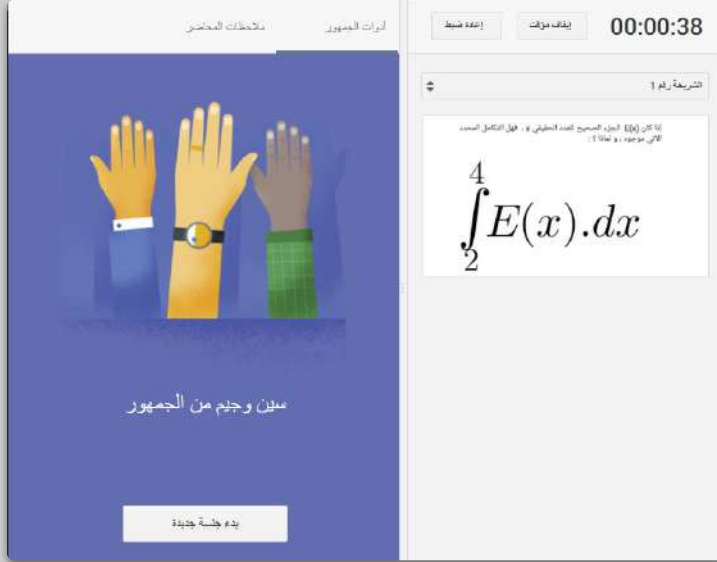 00:00:38
إيقاف مؤقت
إعادة ضبط
الشريحة رقم 1
إذا كان E(x) الجزء الصحيح للعدد الحقيقي x ، فهل التكامل المحدد
الآتي موجود ، و لماذا ؟ :
4
∫E(x).dx
2
أدوات الجمهور
ملاحظات المحاضر
سين وجيم من الجمهور
بدء جلسة جديدة